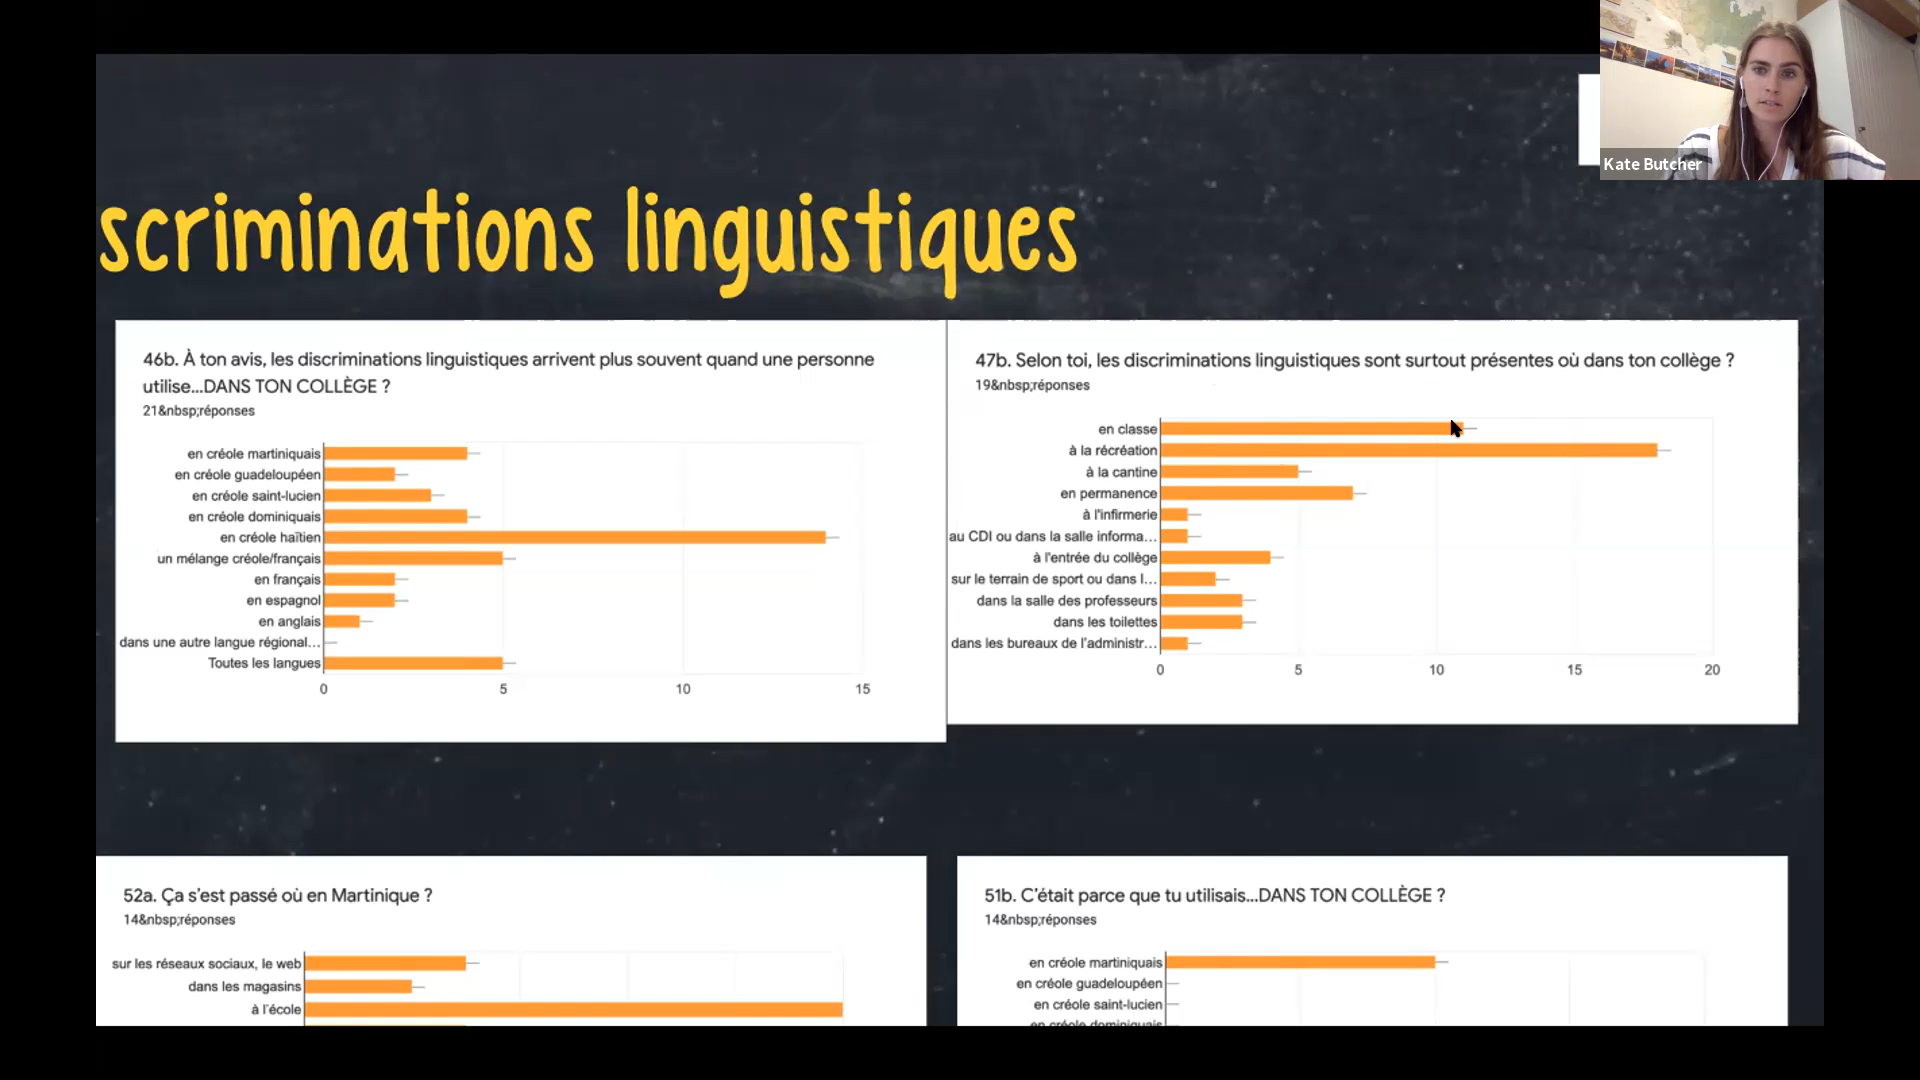 Kate Butcher
scriminations linguistiques
46b. À ton avis, les discriminations linguistiques arrivent plus souvent quand une personne
utilise...DANS TON COLLÈGE ?
21&nbsp;réponses
en créole martiniquais
en créole guadeloupéen
en créole saint-lucien
en créole dominiquais
en créole haïtien
un mélange créole/français
en français
en espagnol
en anglais
dans une autre langue régional...
Toutes les langues
0 5 10 15
47b. Selon toi, les discriminations linguistiques sont surtout présentes où dans ton collège ?
19&nbsp;réponses
en classe
à la récréation
à la cantine
en permanence
à l'infirmerie
au CDI ou dans la salle informa...
à l'entrée du collège
sur le terrain de sport ou dans l...
dans la salle des professeurs
dans les toilettes
dans les bureaux de l'administr...
0 5 10 15 20
52a. Ça s'est passé où en Martinique ?
14&nbsp;réponses
sur les réseaux sociaux, le web
dans les magasins
à l'école
51b. C'était parce que tu utilisais...DANS TON COLLÈGE ?
14&nbsp;réponses
en créole martiniquais
en créole guadeloupéen
en créole saint-lucien
en créole dominiquais